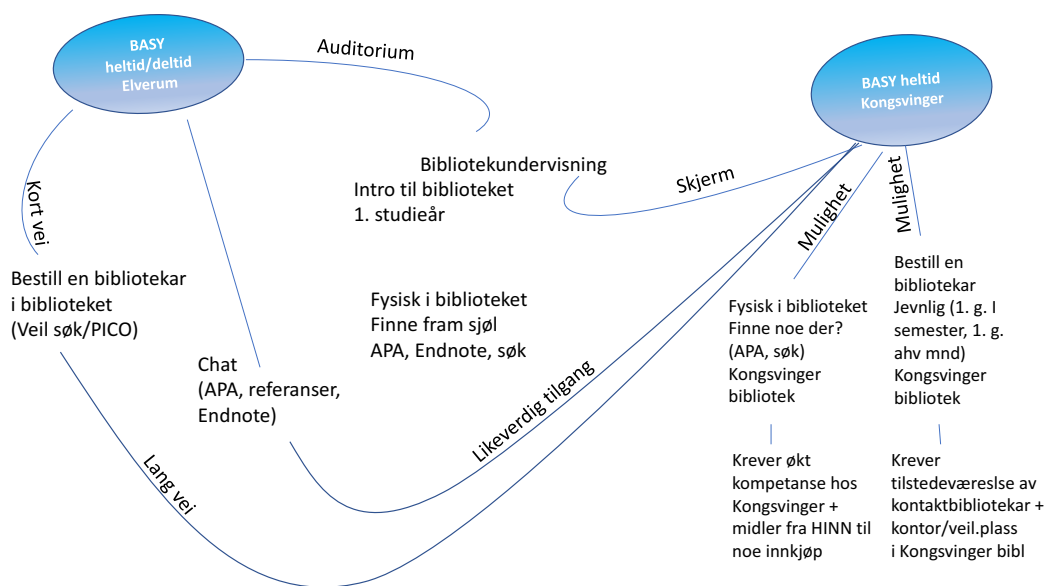 BASY
heltid/deltid
Elverum
Auditorium
BASY heltid
Kongsvinger
Bibliotekundervisning
Intro til biblioteket
1. studieår
Skjerm
Mulighet
Mulighet
Kort vei
Bestill en bibliotekar
i biblioteket
(Veil søk/PICO)
Fysisk i biblioteket
Finne fram sjøl
APA, Endnote, søk
Chat
(APA, referanser,
Endnote)
Lang vei
Likeverdig tilgang
Fysisk i biblioteket
Finne noe der?
(APA, søk)
Kongsvinger
bibliotek
Bestill en
bibliotekar
Jevnlig (1. g. I
semester, 1. g.
ahv mnd)
Kongsvinger
bibliotek
Krever økt
kompetanse hos
Kongsvinger +
midler fra HINN til
noe innkjøp
Krever
tilstedeværeslse av
kontaktbibliotekar +
kontor/veil.plass
i Kongsvinger bibl